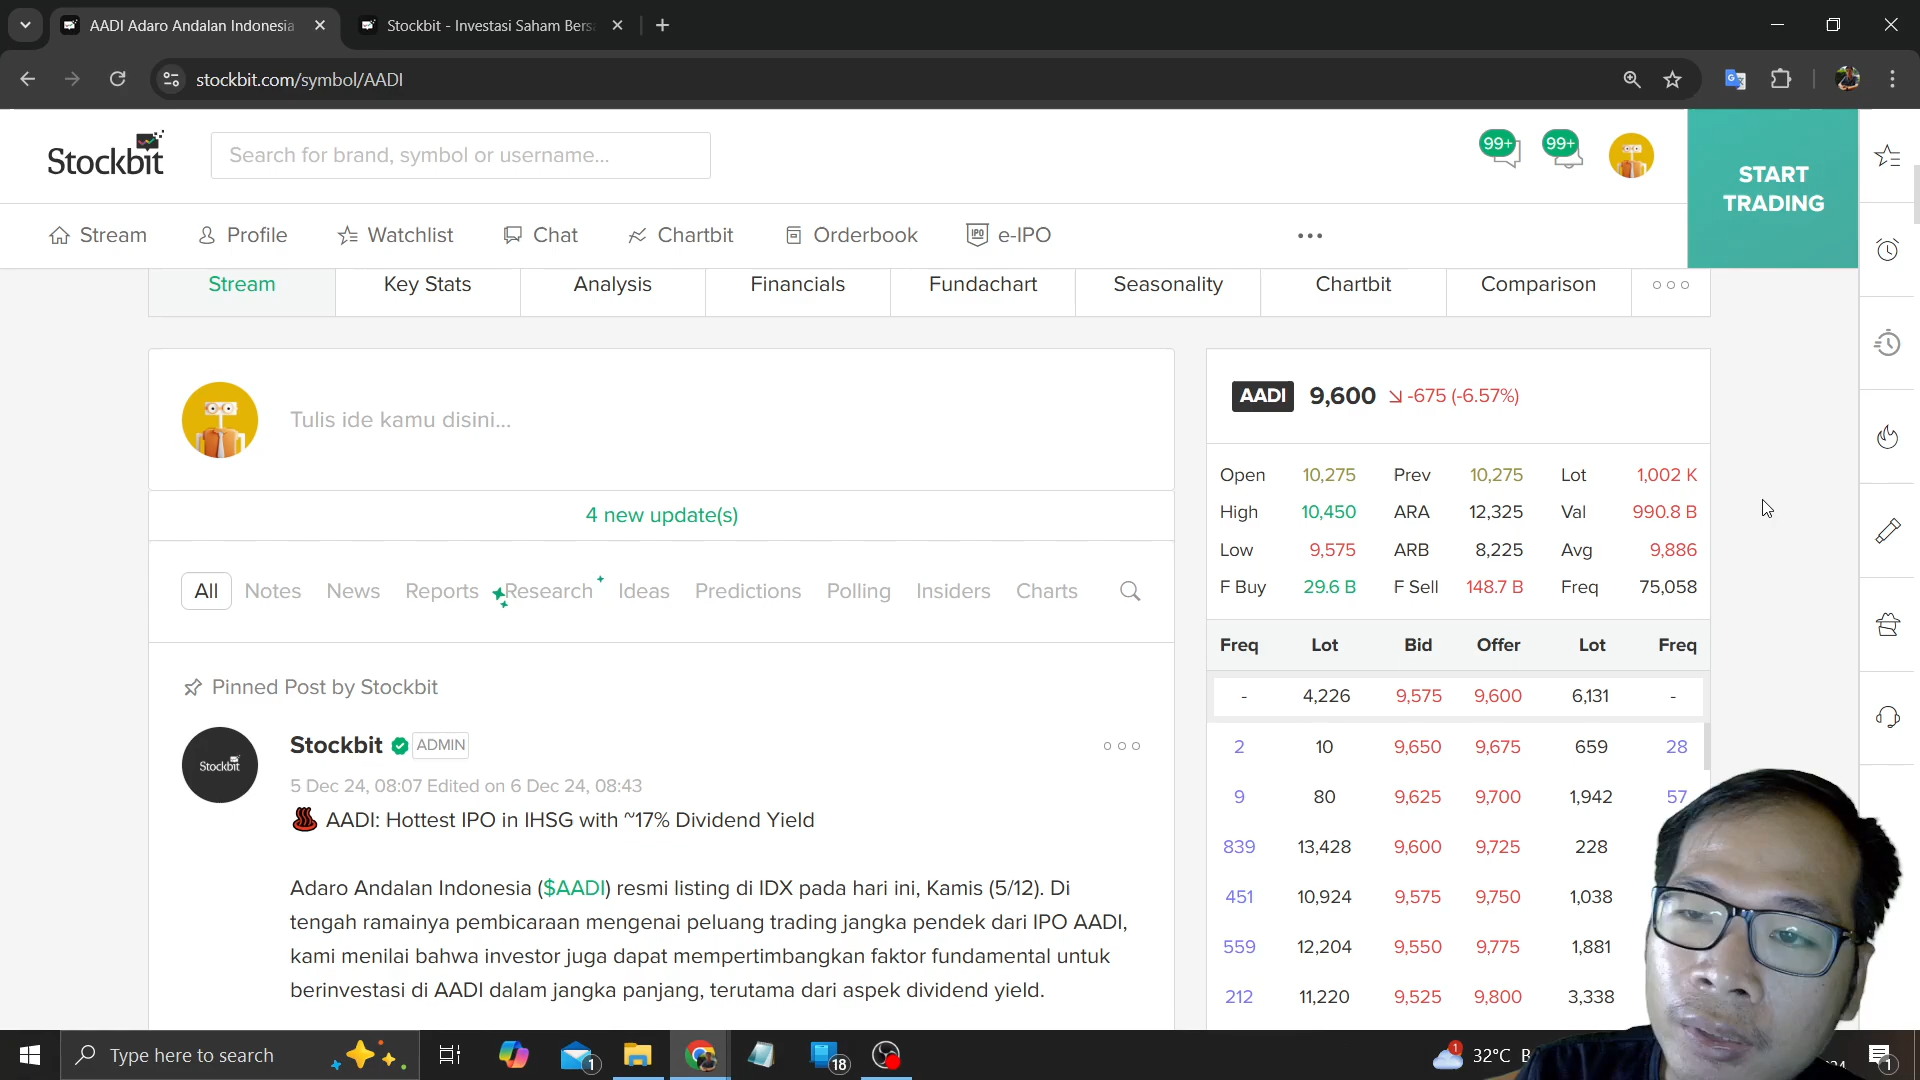 AADI Adaro Andalan Indonesia
Stockbit - Investasi Saham Bers
stockbit.com/symbol/AADI
Stockbit
Search for brand, symbol or username...
99+
99+
START
TRADING
Stream
Profile
Watchlist
Chat
Chartbit
Orderbook
IPO
e-IPO
Stream
Key Stats
Analysis
Financials
Fundachart
Seasonality
Chartbit
Comparison
Tulis ide kamu disini...
4 new update(s)
All Notes News Reports Research Ideas Predictions Polling Insiders Charts
Pinned Post by Stockbit
Stockbit
Stockbit ADMIN
5 Dec 24, 08:07 Edited on 6 Dec 24, 08:43
AADI: Hottest IPO in IHSG with ~17% Dividend Yield
Adaro Andalan Indonesia ($AADI) resmi listing di IDX pada hari ini, Kamis (5/12). Di
tengah ramainya pembicaraan mengenai peluang trading jangka pendek dari IPO AADI,
kami menilai bahwa investor juga dapat mempertimbangkan faktor fundamental untuk
berinvestasi di AADI dalam jangka panjang, terutama dari aspek dividend yield.
AADI 9,600 -675 (-6.57%)
Open 10,275 Prev 10,275 Lot 1,002 K
High 10,450 ARA 12,325 Val 990.8 B
Low 9,575 ARB 8,225 Avg 9,886
F Buy 29.6 B F Sell 148.7 B Freq 75,058
Freq Lot Bid Offer Lot Freq
- 4,226 9,575 9,600 6,131 -
2 10 9,650 9,675 659 28
9 80 9,625 9,700 1,942 57
839 13,428 9,600 9,725 228
451 10,924 9,575 9,750 1,038
559 12,204 9,550 9,775 1,881
212 11,220 9,525 9,800 3,338
Type here to search
1
18
1
32°C
1